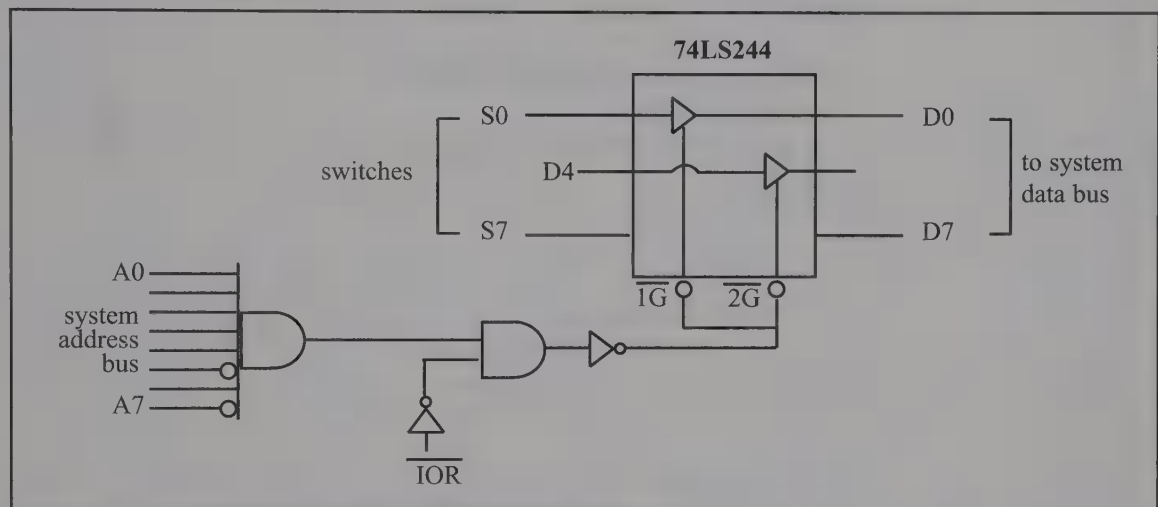 74LS244
S0
D0
switches
D4
to system
data bus
S7
D7
A0
1G
2G
system
address
bus
A7
IOR